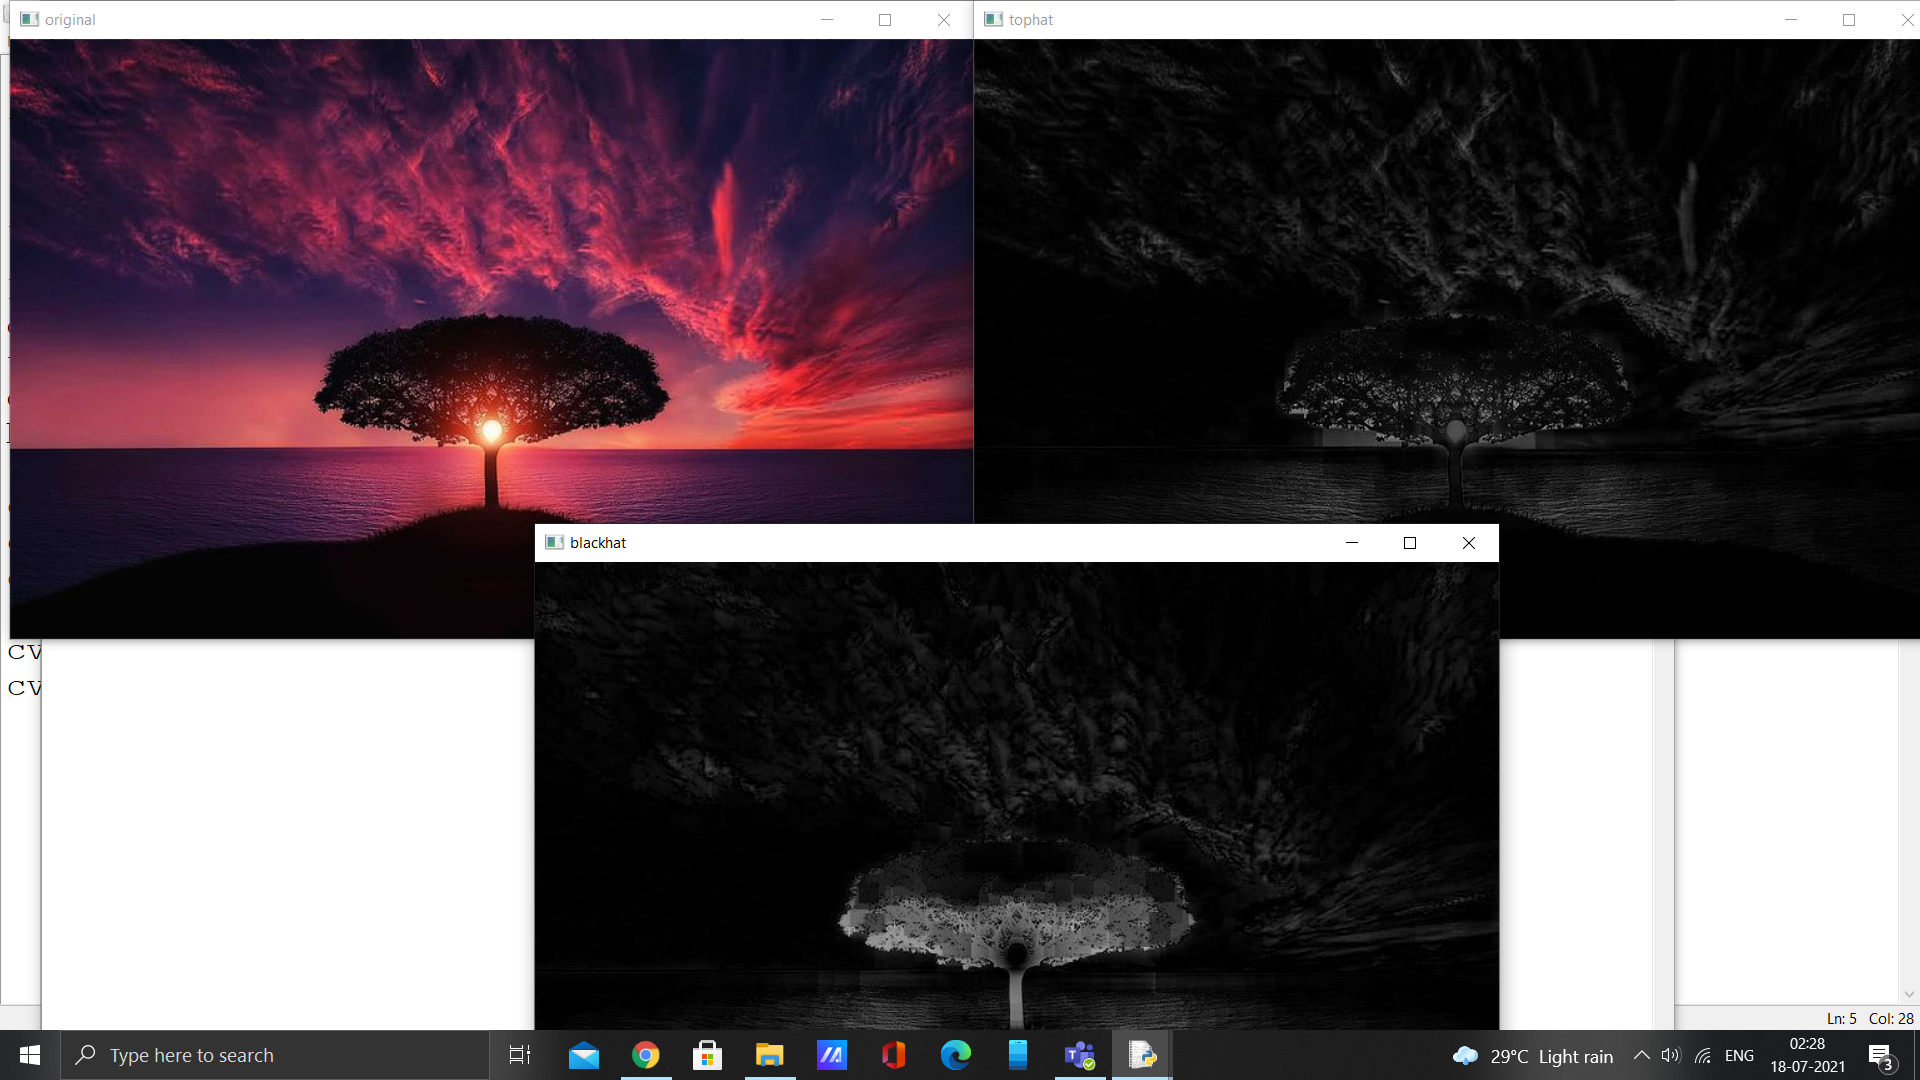 original
tophat
blackhat
CV
CV
Ln: 5 Col: 28
Type here to search
29°C Light rain
ENG
02:28
18-07-2021
3